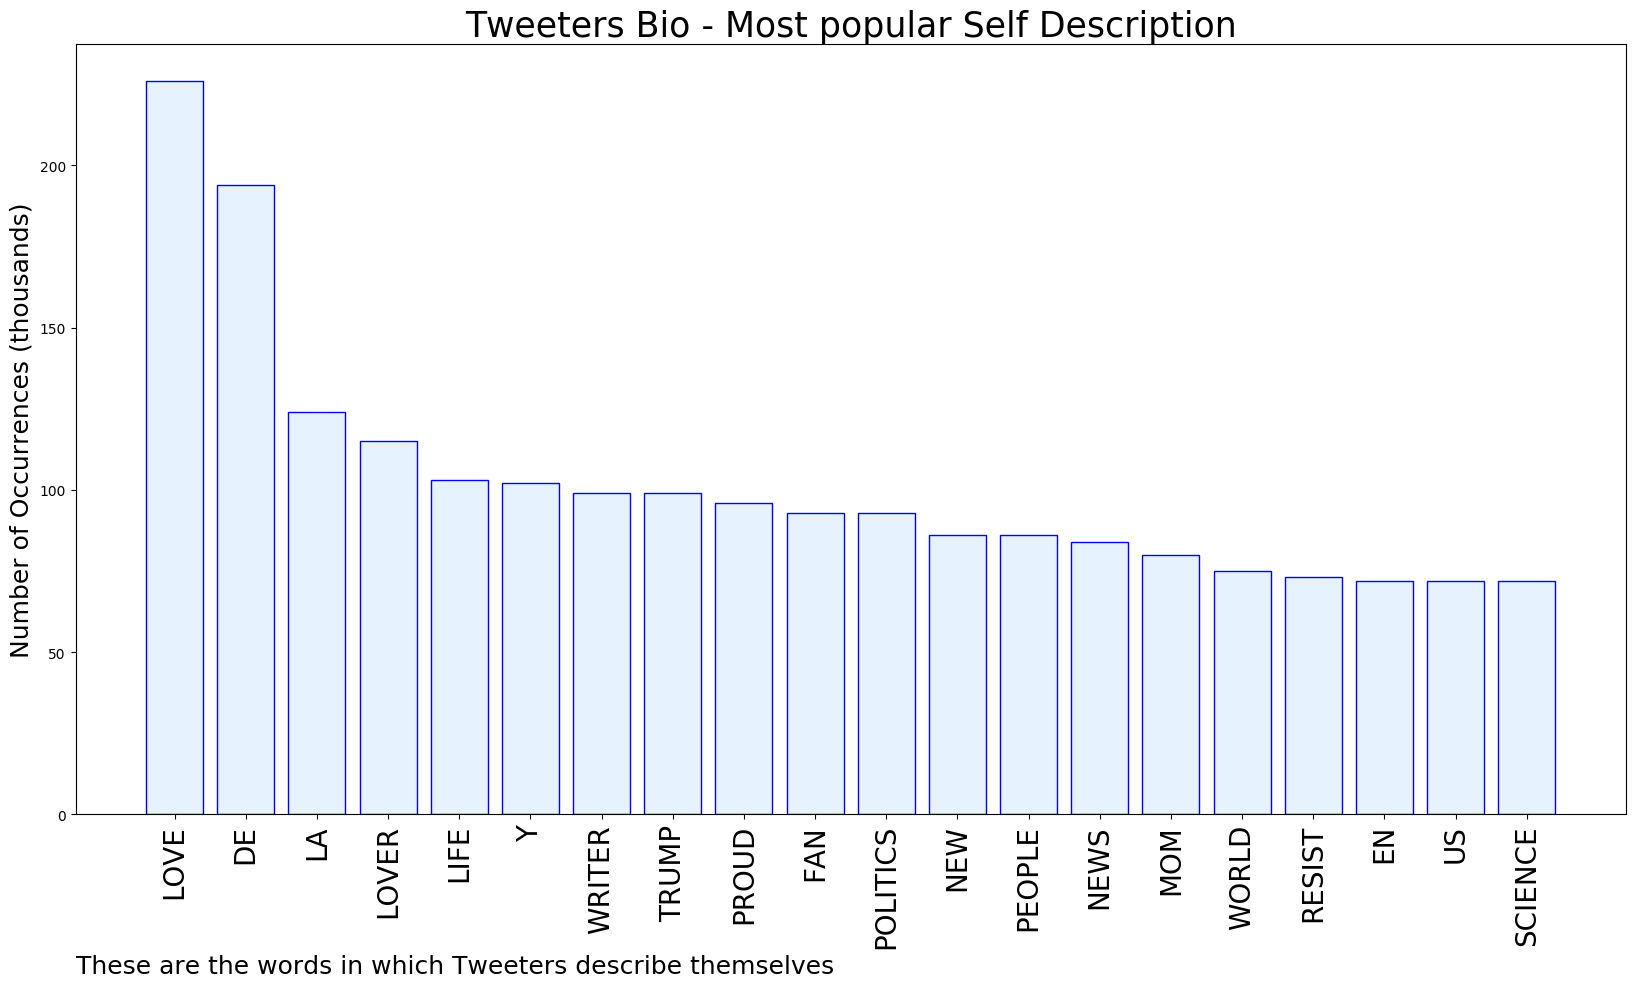 Tweeters Bio - Most popular Self Description
Number of Occurrences (thousands)
200
150
100
50
0
LOVE
DE
LA
LOVER
LIFE
Y
WRITER
TRUMP
PROUD
FAN
POLITICS
NEW
PEOPLE
NEWS
MOM
WORLD
RESIST
EN
US
SCIENCE
These are the words in which Tweeters describe themselves